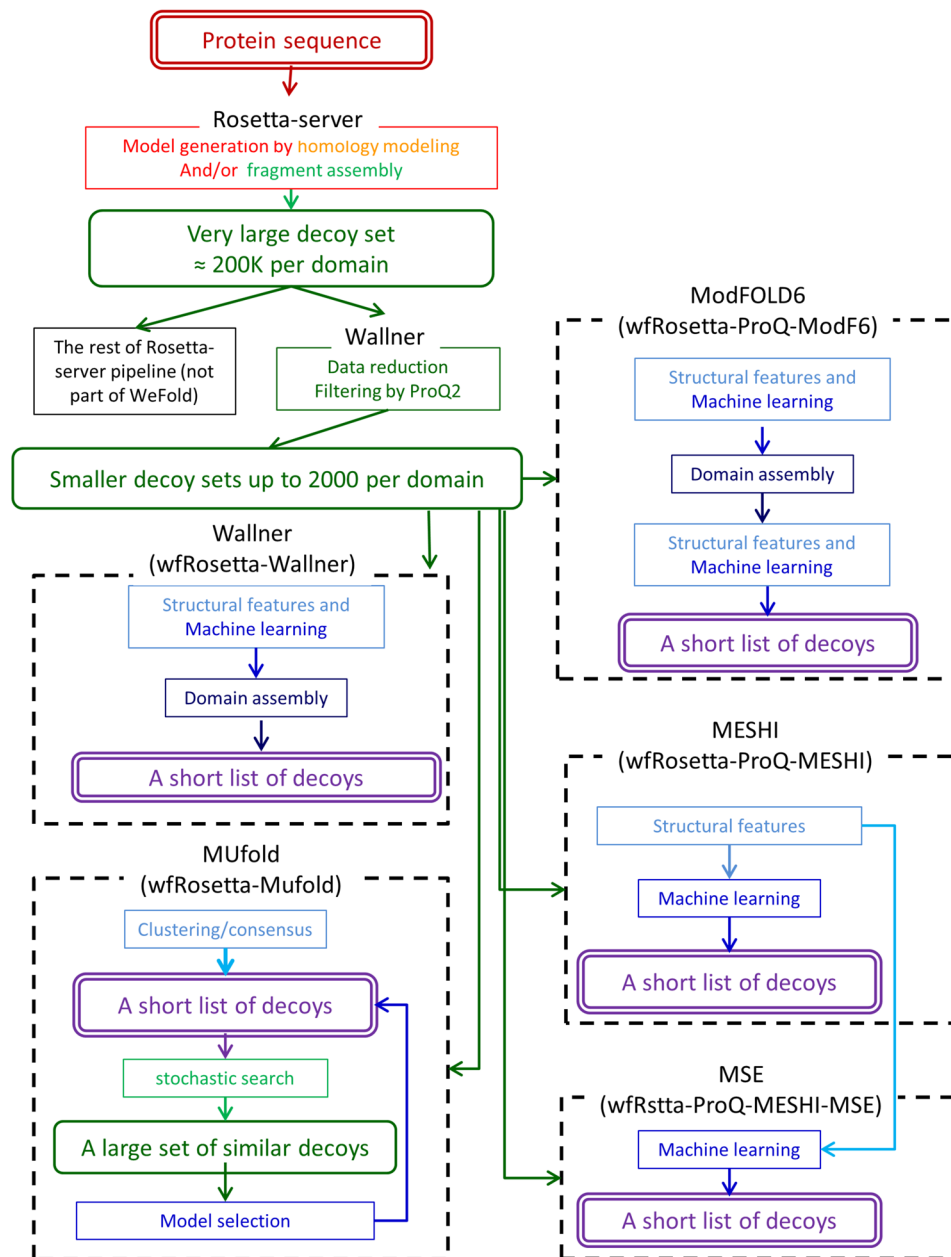 Protein sequence
Rosetta-server
Model generation by homology modeling
And/or fragment assembly
Very large decoy set
≈ 200K per domain
The rest of Rosetta-
server pipeline (not
part of WeFold)
Wallner
Data reduction
Filtering by ProQ2
Smaller decoy sets up to 2000 per domain
ModFOLD6
(wfRosetta-ProQ-ModF6)
Structural features and
Machine learning
Domain assembly
Structural features and
Machine learning
A short list of decoys
Wallner
(wfRosetta-Wallner)
Structural features and
Machine learning
Domain assembly
A short list of decoys
MESHI
(wfRosetta-ProQ-MESHI)
Structural features
Machine learning
A short list of decoys
MUfold
(wfRosetta-Mufold)
Clustering/consensus
A short list of decoys
stochastic search
A large set of similar decoys
Model selection
MSE
(wfRstta-ProQ-MESHI-MSE)
Machine learning
A short list of decoys